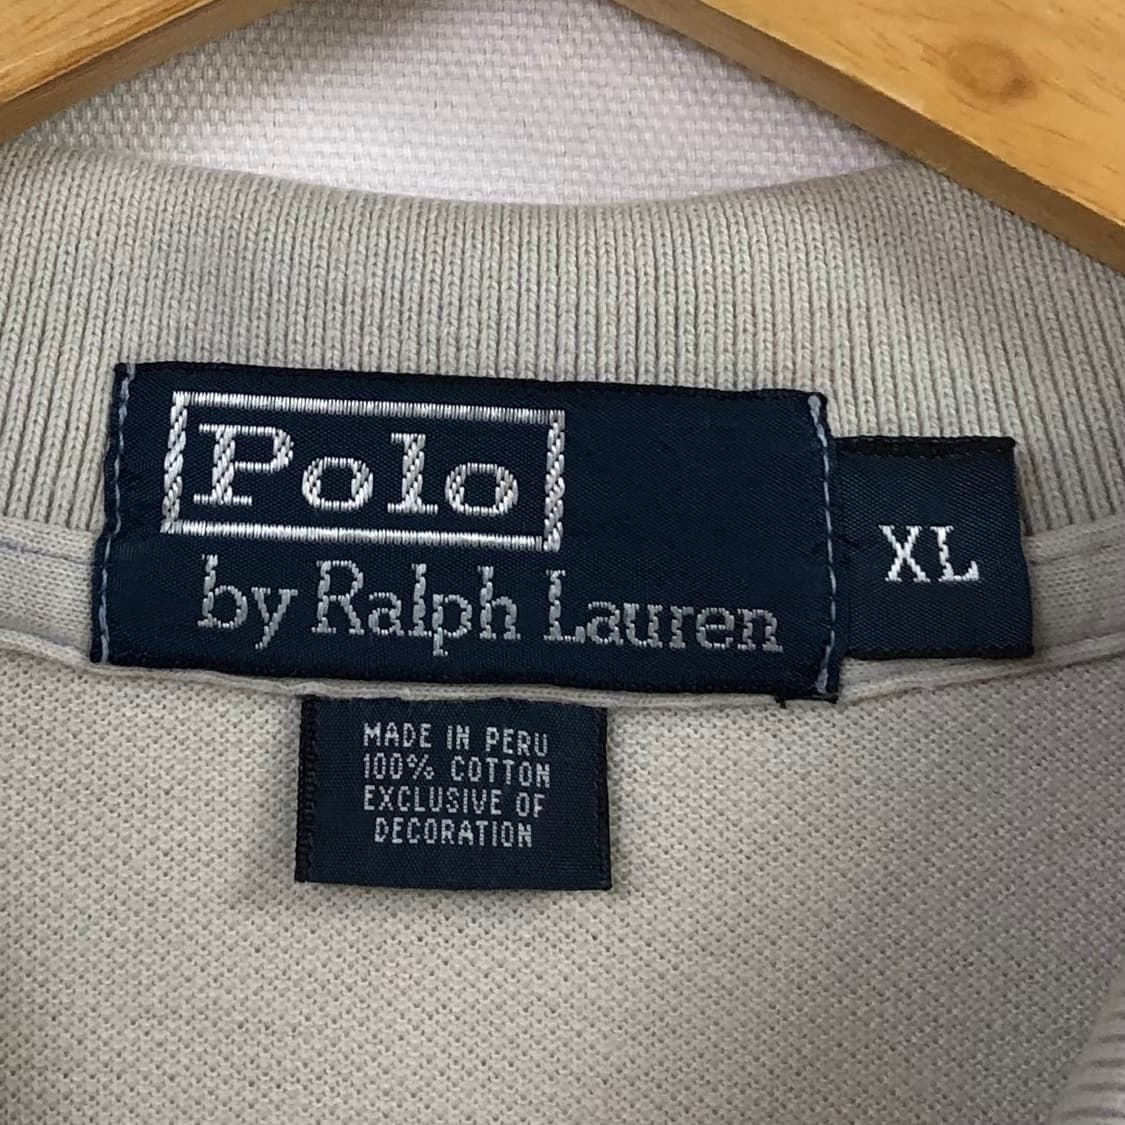 Polo
by Ralph Lauren
XL
MADE IN PERU
100% COTTON
EXCLUSIVE OF
DECORATION